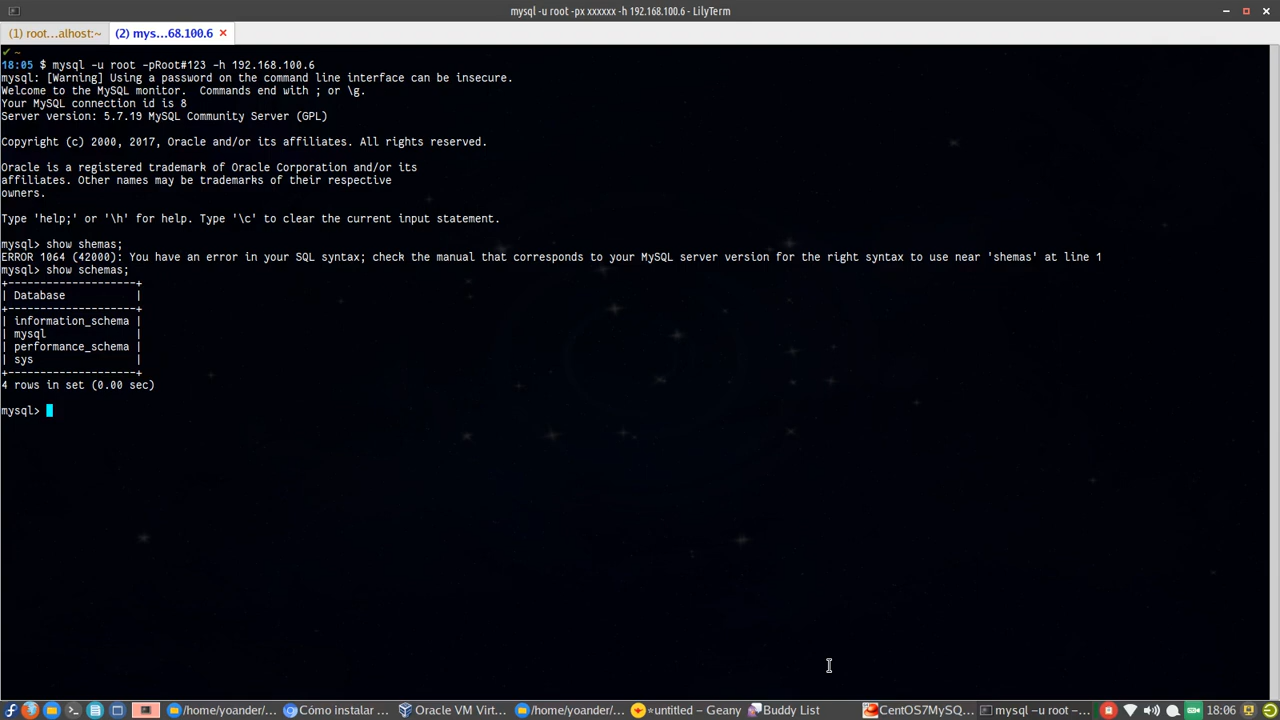 mysql -u root -px xxxxxx -h 192.168.100.6 - LilyTerm
(1) root...alhost:~ (2) mys...68.100.6
~
18:05 $ mysql -u root -pRoot#123 -h 192.168.100.6
mysql: [Warning] Using a password on the command line interface can be insecure.
Welcome to the MySQL monitor.  Commands end with ; or \g.
Your MySQL connection id is 8
Server version: 5.7.19 MySQL Community Server (GPL)
Copyright (c) 2000, 2017, Oracle and/or its affiliates. All rights reserved.
Oracle is a registered trademark of Oracle Corporation and/or its
affiliates. Other names may be trademarks of their respective
owners.
Type 'help;' or '\h' for help. Type '\c' to clear the current input statement.
mysql> show shemas;
ERROR 1064 (42000): You have an error in your SQL syntax; check the manual that corresponds to your MySQL server version for the right syntax to use near 'shemas' at line 1
mysql> show schemas;
+--------------------+
| Database           |
+--------------------+
| information_schema |
| mysql              |
| performance_schema |
| sys                |
+--------------------+
4 rows in set (0.00 sec)
mysql>
/home/yoander/... Cómo instalar ... Oracle VM Virt... /home/yoander/... *untitled - Geany Buddy List CentOS7MySQ... mysql -u root -... 18:06